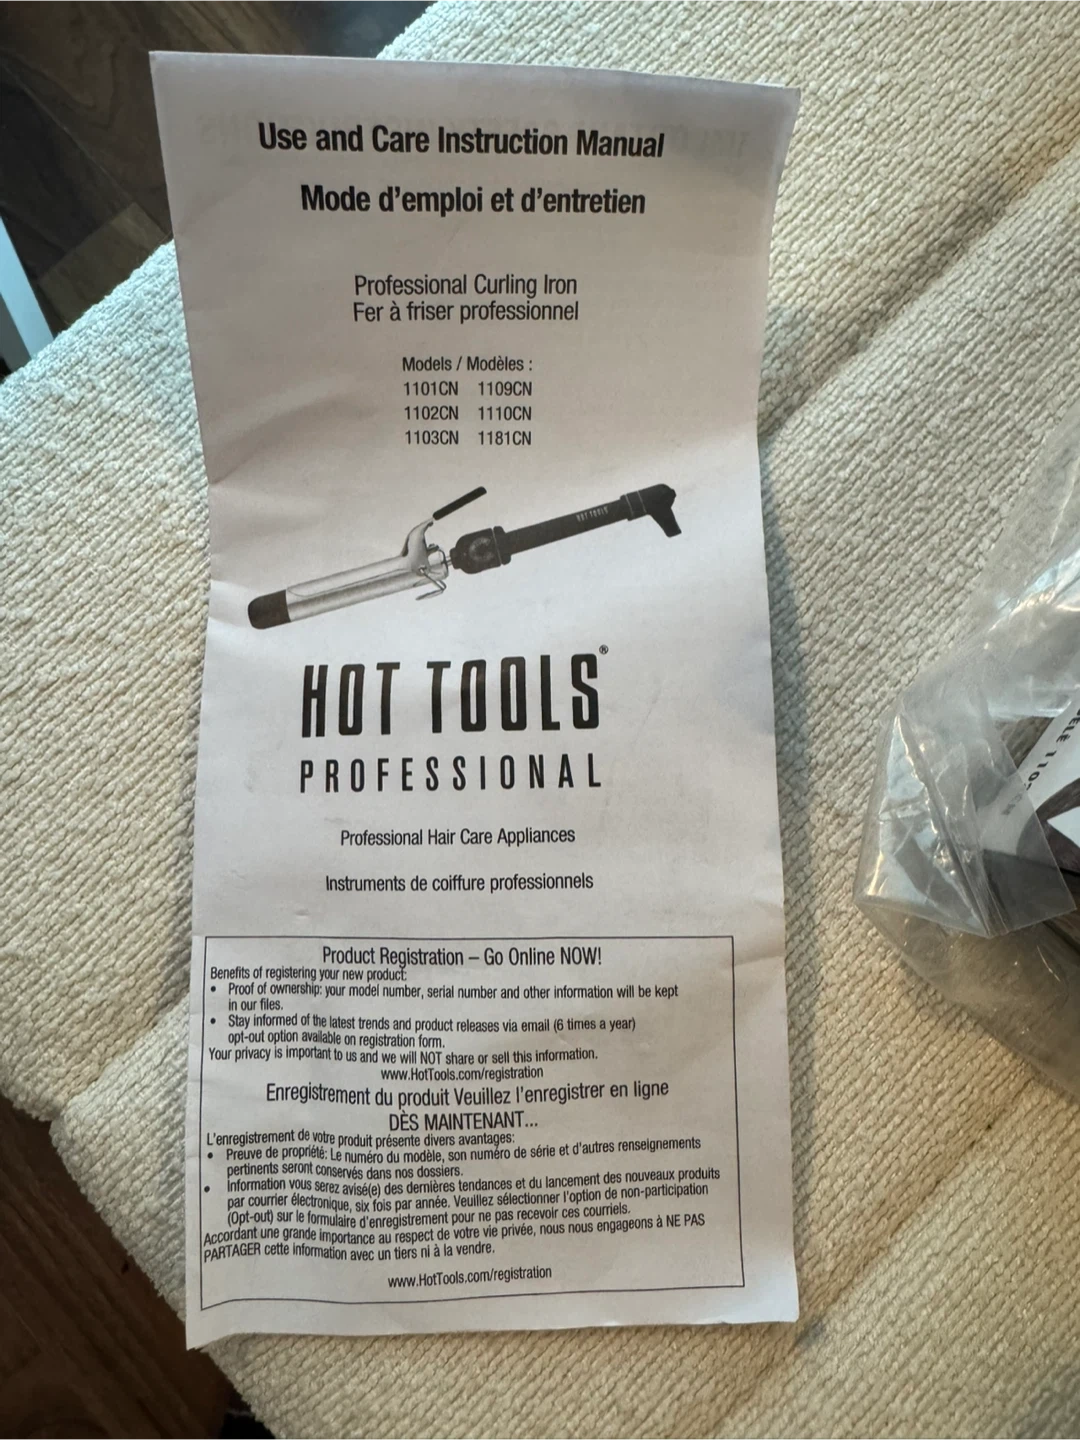 Use and Care Instruction Manual
Mode d'emploi et d'entretien
Professional Curling Iron
Fer à friser professionnel
Models / Modèles :
1101CN 1109CN
1102CN 1110CN
1103CN 1181CN
HOT TOOLS
HOT TOOLS®
PROFESSIONAL
Professional Hair Care Appliances
Instruments de coiffure professionnels
Product Registration – Go Online NOW!
Benefits of registering your new product:
• Proof of ownership: your model number, serial number and other information will be kept
in our files.
• Stay informed of the latest trends and product releases via email (6 times a year)
opt-out option available on registration form.
Your privacy is important to us and we will NOT share or sell this information.
www.HotTools.com/registration
Enregistrement du produit Veuillez l'enregistrer en ligne
DÈS MAINTENANT...
L'enregistrement de votre produit présente divers avantages:
• Preuve de propriété: Le numéro du modèle, son numéro de série et d'autres renseignements
pertinents seront conservés dans nos dossiers.
• Information vous serez avisé(e) des dernières tendances et du lancement des nouveaux produits
par courrier électronique, six fois par année. Veuillez sélectionner l'option de non-participation
(Opt-out) sur le formulaire d'enregistrement pour ne pas recevoir ces courriels.
Accordant une grande importance au respect de votre vie privée, nous nous engageons à NE PAS
PARTAGER cette information avec un tiers ni à la vendre.
www.HotTools.com/registration